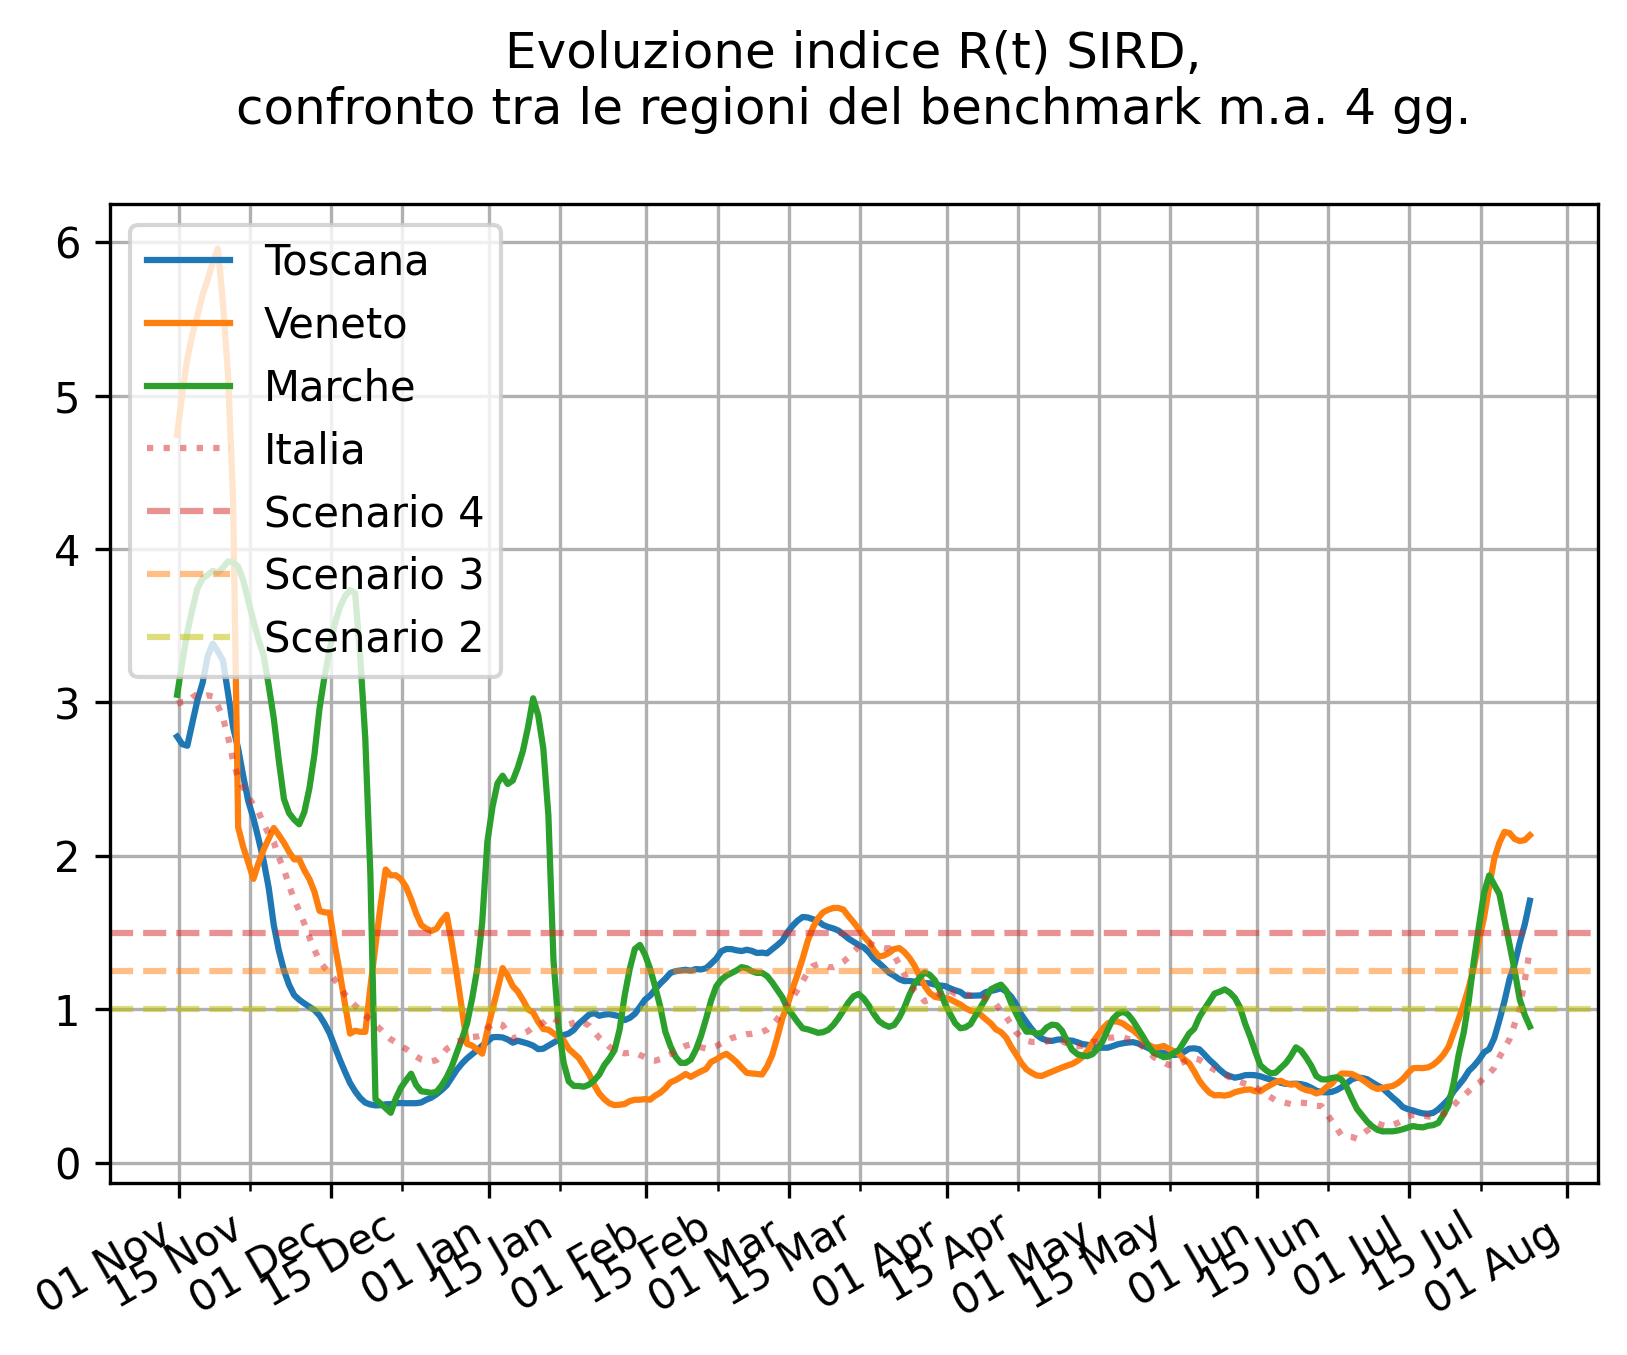 Evoluzione indice R(t) SIRD,
confronto tra le regioni del benchmark m.a. 4 gg.
6
5
4
3
2
1
0
Toscana
Veneto
Marche
Italia
Scenario 4
Scenario 3
Scenario 2
01 Nov
15 Nov
01 Dec
15 Dec
01 Jan
15 Jan
01 Feb
15 Feb
01 Mar
15 Mar
01 Apr
15 Apr
01 May
15 May
01 Jun
15 Jun
01 Jul
15 Jul
01 Aug